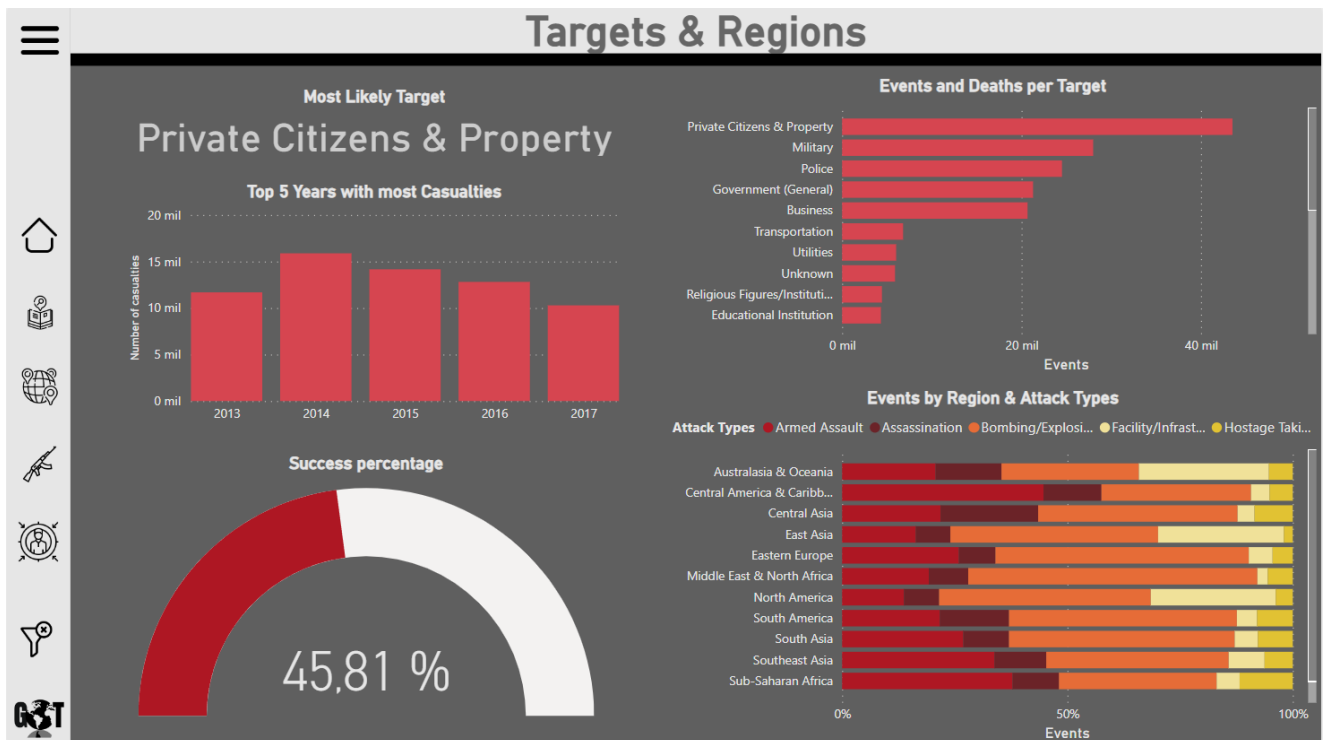 Targets & Regions
Most Likely Target
Private Citizens & Property
Top 5 Years with most Casualties
Number of casualties
20 mil
15 mil
10 mil
5 mil
0 mil
2013 2014 2015 2016 2017
Success percentage
45,81 %
Events and Deaths per Target
Private Citizens & Property
Military
Police
Government (General)
Business
Transportation
Utilities
Unknown
Religious Figures/Instituti...
Educational Institution
0 mil 20 mil 40 mil
Events
Events by Region & Attack Types
Attack Types Armed Assault Assassination Bombing/Explosi... Facility/Infrast... Hostage Taki...
Australasia & Oceania
Central America & Caribb...
Central Asia
East Asia
Eastern Europe
Middle East & North Africa
North America
South America
South Asia
Southeast Asia
Sub-Saharan Africa
0% 50% 100%
Events
G T